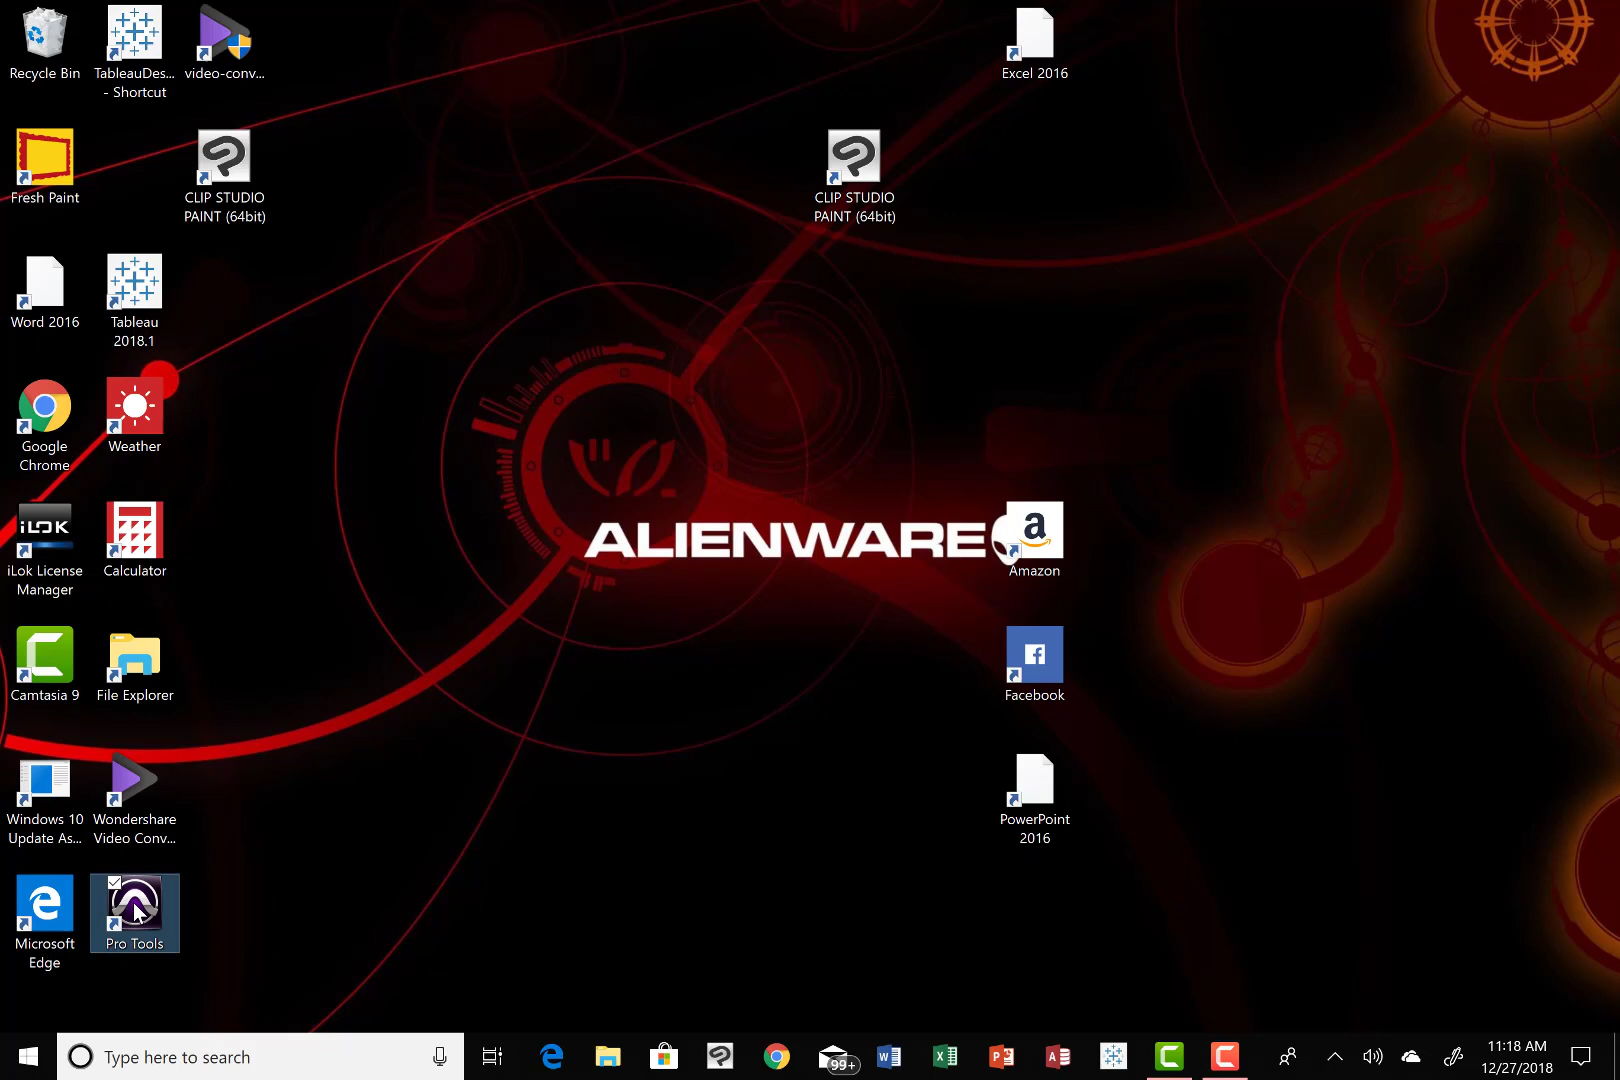 Recycle Bin
TableauDes...
- Shortcut
video-conv...
Excel 2016
Fresh Paint
CLIP STUDIO
PAINT (64bit)
CLIP STUDIO
PAINT (64bit)
Word 2016
Tableau
2018.1
Google
Chrome
Weather
iLOK
iLok License
Manager
Calculator
ALIENWARE
a
Amazon
Camtasia 9
File Explorer
f
Facebook
Windows 10
Update As...
Wondershare
Video Conv...
PowerPoint
2016
Microsoft
Edge
Pro Tools
Type here to search
99+
11:18 AM
12/27/2018